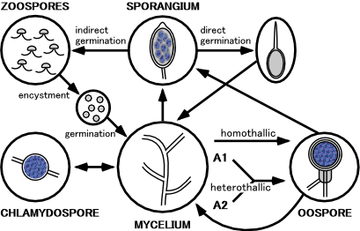 ZOOSPORES
SPORANGIUM
indirect
germination
direct
germination
encystment
germination
homothallic
A1
heterothallic
A2
CHLAMYDOSPORE
MYCELIUM
OOSPORE